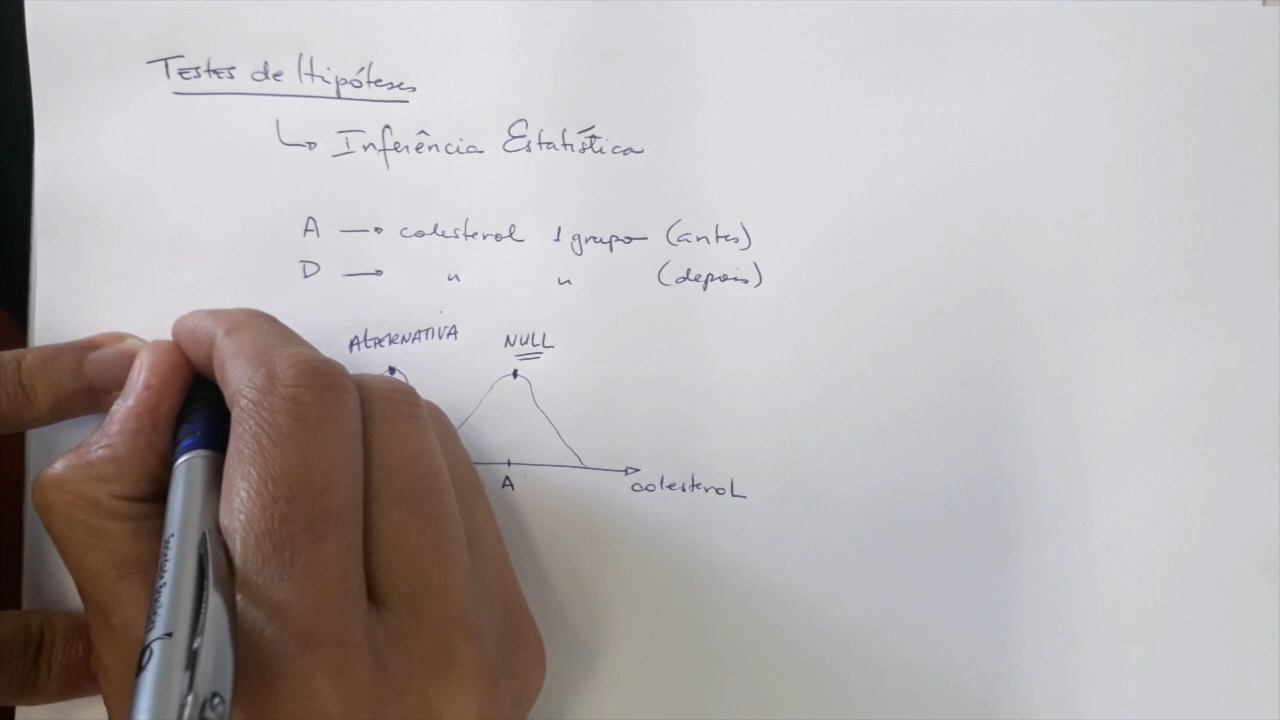 Testes de Hipóteses
↳ Inferência Estatística
A → colesterol 1 grupo (antes)
D → " " (depois)
ALTERNATIVA NULL
A colesterol